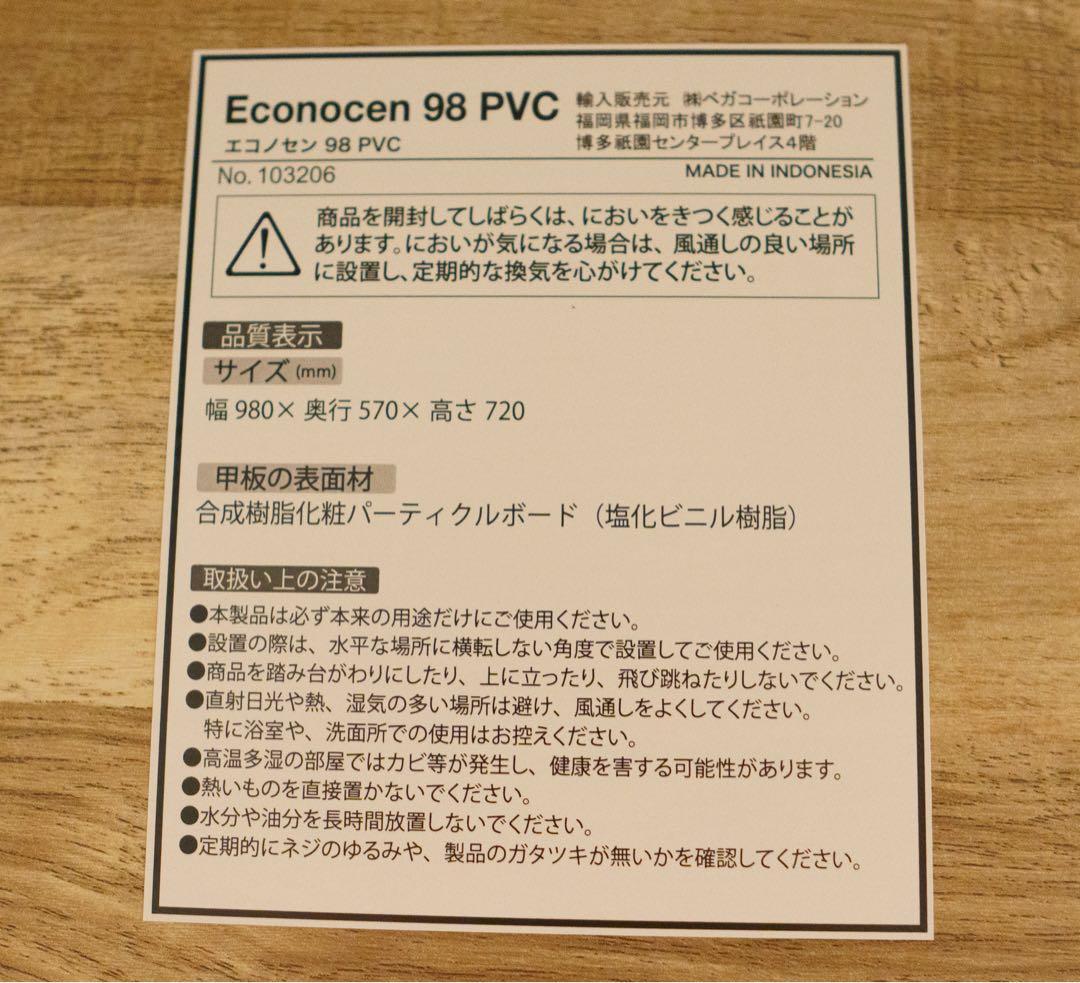 Econocen 98 PVC
エコノセン 98 PVC
輸入販売元 ㈱ベガコーポレーション
福岡県福岡市博多区祇園町7-20
博多祇園センタープレイス4階
No. 103206
MADE IN INDONESIA
商品を開封してしばらくは、においをきつく感じることが
あります。においが気になる場合は、風通しの良い場所
に設置し、定期的な換気を心がけてください。
品質表示
サイズ (mm)
幅 980× 奥行 570× 高さ 720
甲板の表面材
合成樹脂化粧パーティクルボード（塩化ビニル樹脂）
取扱い上の注意
●本製品は必ず本来の用途だけにご使用ください。
●設置の際は、水平な場所に横転しない角度で設置してご使用ください。
●商品を踏み台がわりにしたり、上に立ったり、飛び跳ねたりしないでください。
●直射日光や熱、湿気の多い場所は避け、風通しをよくしてください。
特に浴室や、洗面所での使用はお控えください。
●高温多湿の部屋ではカビ等が発生し、健康を害する可能性があります。
●熱いものを直接置かないでください。
●水分や油分を長時間放置しないでください。
●定期的にネジのゆるみや、製品のガタツキが無いかを確認してください。